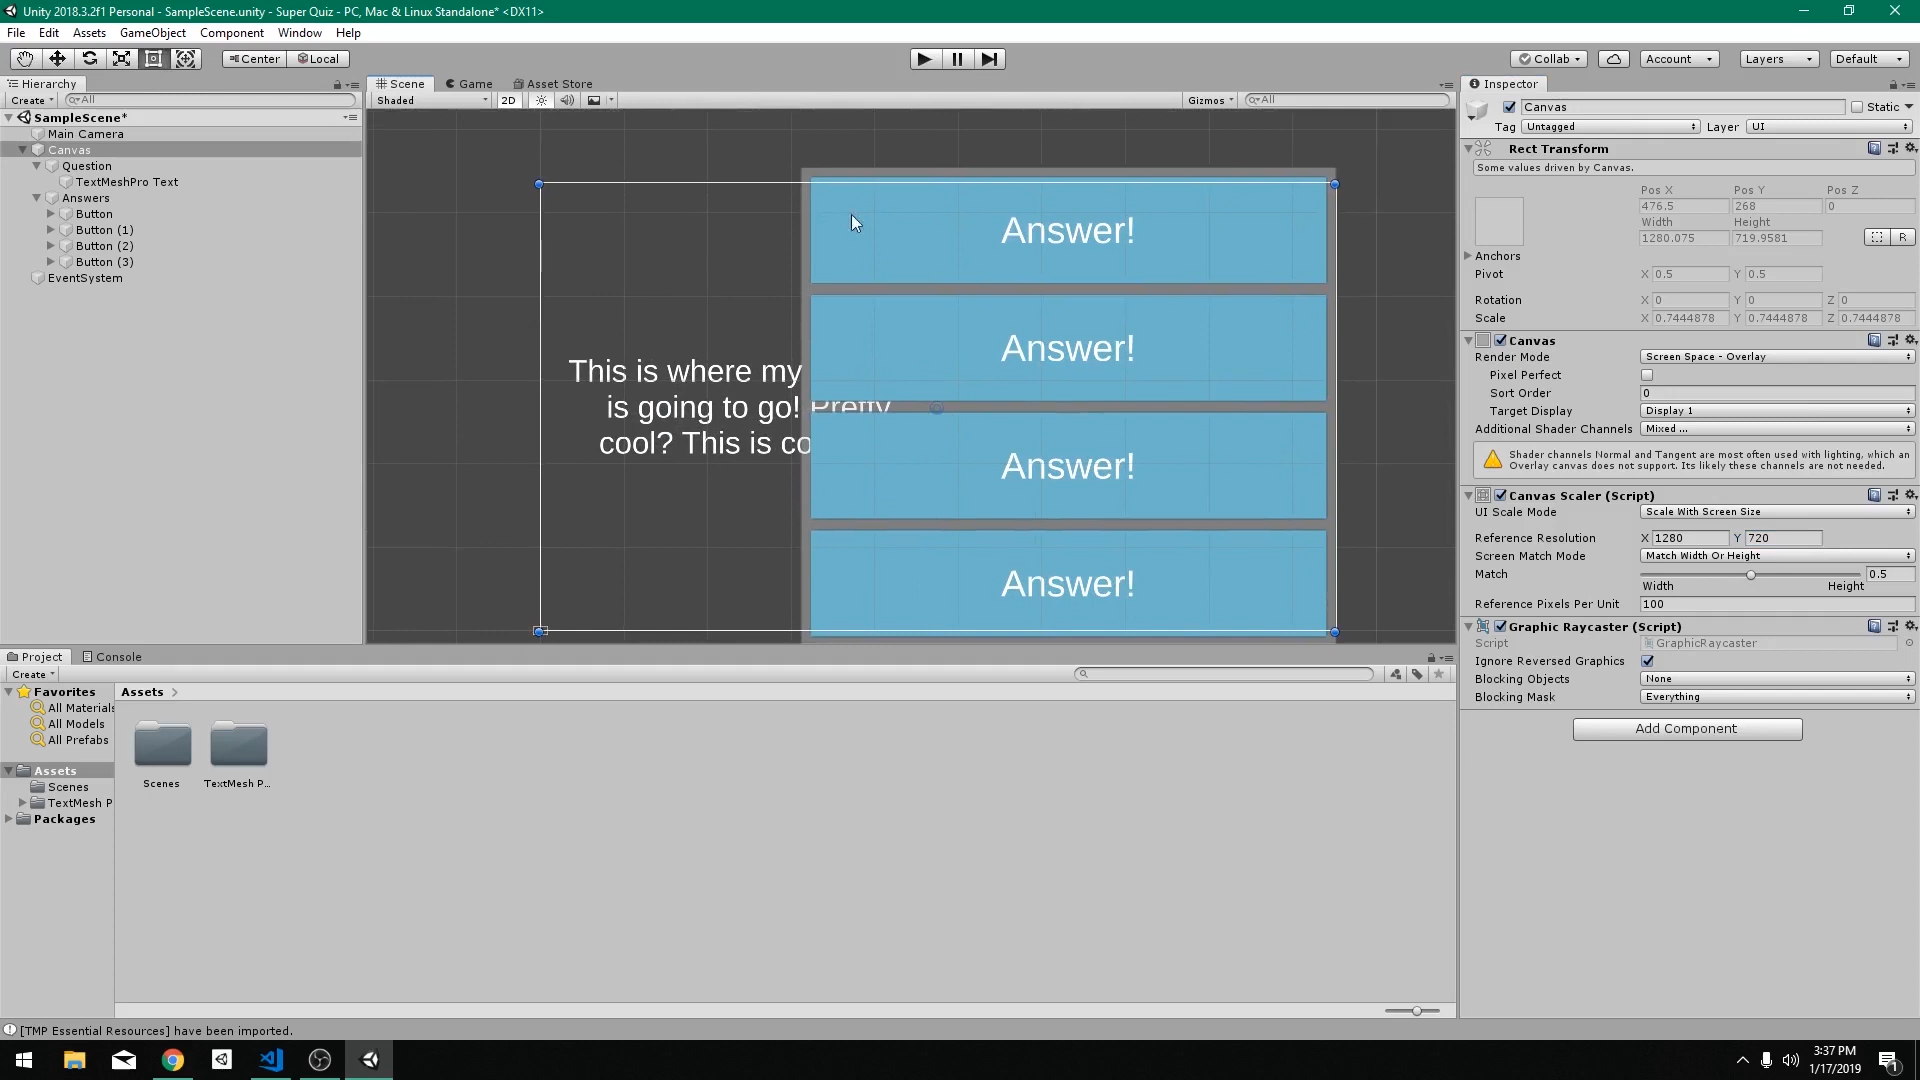 Unity 2018.3.2f1 Personal - SampleScene.unity - Super Quiz - PC, Mac & Linux Standalone* <DX11>
File Edit Assets GameObject Component Window Help
Center Local Collab Account Layers Default
Hierarchy
Create All
SampleScene*
Main Camera
Canvas
Question
TextMeshPro Text
Answers
Button
Button (1)
Button (2)
Button (3)
EventSystem
Scene Game Asset Store
Shaded 2D Gizmos All
Answer!
Answer!
This is where my
is going to go! Pretty
cool? This is co
Answer!
Answer!
Inspector
Canvas Static
Tag Untagged Layer UI
Rect Transform
Some values driven by Canvas.
Pos X Pos Y Pos Z
476.5 268 0
Width Height
1280.075 719.9581 R
Anchors
Pivot X 0.5 Y 0.5
Rotation X 0 Y 0 Z 0
Scale X 0.7444878 Y 0.7444878 Z 0.7444878
Canvas
Render Mode Screen Space - Overlay
Pixel Perfect
Sort Order 0
Target Display Display 1
Additional Shader Channels Mixed ...
Shader channels Normal and Tangent are most often used with lighting, which an
Overlay canvas does not support. Its likely these channels are not needed.
Canvas Scaler (Script)
UI Scale Mode Scale With Screen Size
Reference Resolution X 1280 Y 720
Screen Match Mode Match Width Or Height
Match 0.5
Width Height
Reference Pixels Per Unit 100
Graphic Raycaster (Script)
Script GraphicRaycaster
Ignore Reversed Graphics
Blocking Objects None
Blocking Mask Everything
Add Component
Project Console
Create
Favorites
All Materials
All Models
All Prefabs
Assets
Scenes
TextMesh P
Packages
Assets
Scenes TextMesh P...
[TMP Essential Resources] have been imported.
3:37 PM
1/17/2019
1